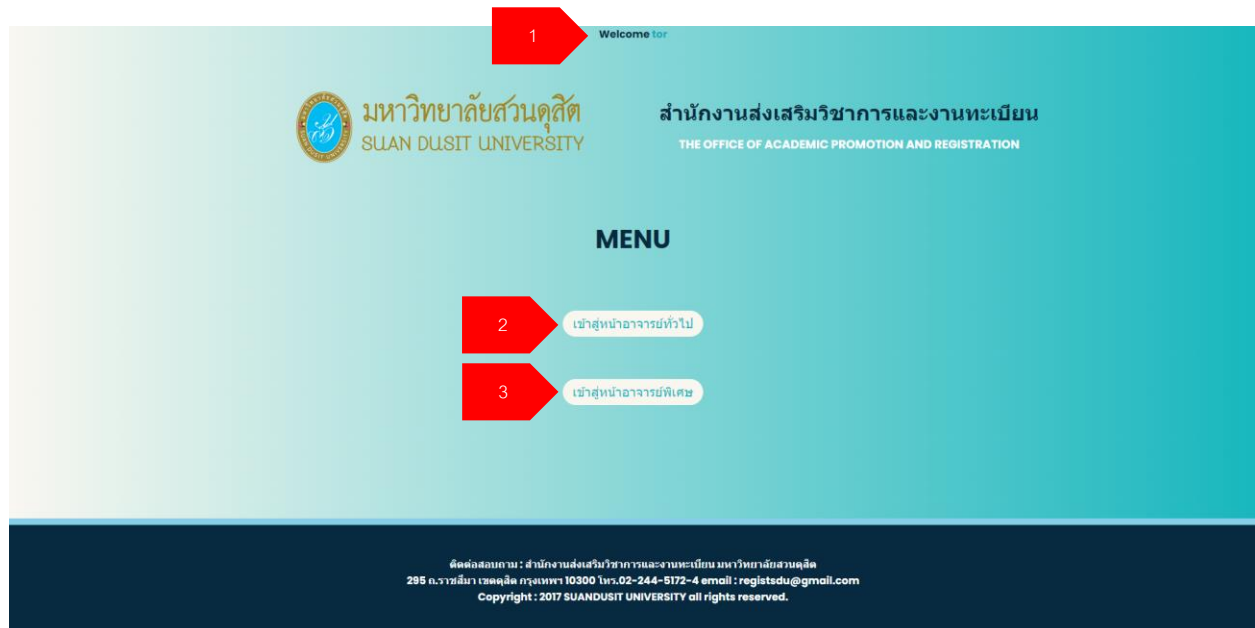 1
Welcome tor
มหาวิทยาลัยสวนดุสิต
SUAN DUSIT UNIVERSITY
สำนักงานส่งเสริมวิชาการและงานทะเบียน
THE OFFICE OF ACADEMIC PROMOTION AND REGISTRATION
MENU
2
เข้าสู่หน้าอาจารย์ทั่วไป
3
เข้าสู่หน้าอาจารย์พิเศษ
ติดต่อสอบถาม : สำนักงานส่งเสริมวิชาการและงานทะเบียน มหาวิทยาลัยสวนดุสิต
295 ถ.ราชสีมา เขตดุสิต กรุงเทพฯ 10300 โทร.02-244-5172-4 email : registsdu@gmail.com
Copyright : 2017 SUANDUSIT UNIVERSITY all rights reserved.